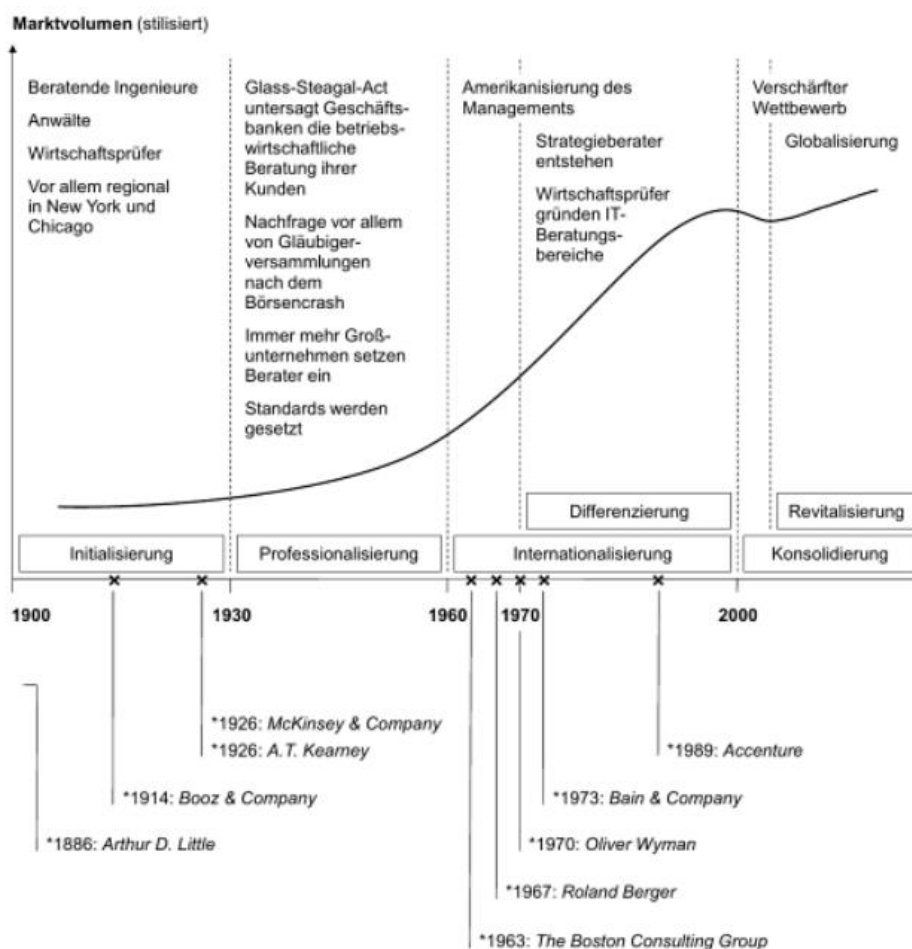 Marktvolumen (stilisiert)
Beratende Ingenieure
Anwälte
Wirtschaftsprüfer
Vor allem regional
in New York und
Chicago
Glass-Steagal-Act
untersagt Geschäfts-
banken die betriebs-
wirtschaftliche
Beratung ihrer
Kunden
Nachfrage vor allem
von Gläubiger-
versammlungen
nach dem
Börsencrash
Immer mehr Groß-
unternehmen setzen
Berater ein
Standards werden
gesetzt
Amerikanisierung des
Managements
Strategieberater
entstehen
Wirtschaftsprüfer
gründen IT-
Beratungs-
bereiche
Verschärfter
Wettbewerb
Globalisierung
Differenzierung
Revitalisierung
Initialisierung
Professionalisierung
Internationalisierung
Konsolidierung
1900
1930
1960
1970
2000
*1926: McKinsey & Company
*1926: A.T. Kearney
*1989: Accenture
*1914: Booz & Company
*1973: Bain & Company
*1886: Arthur D. Little
*1970: Oliver Wyman
*1967: Roland Berger
*1963: The Boston Consulting Group